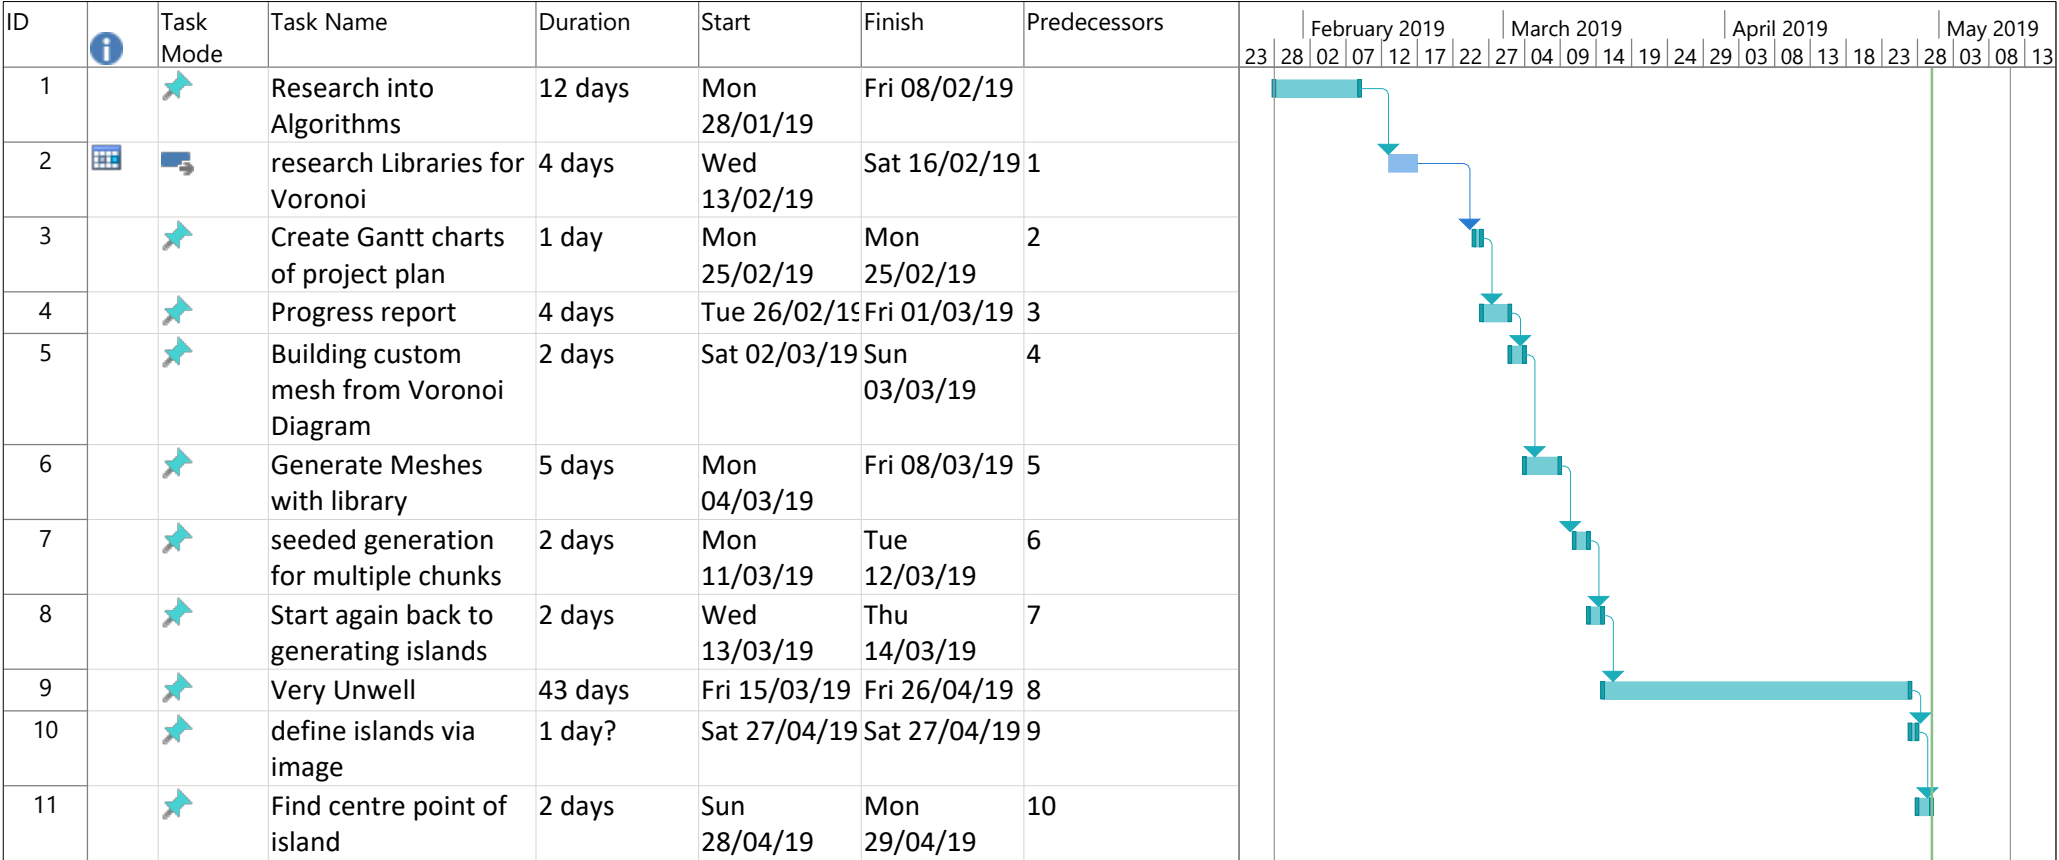 ID Task Mode Task Name Duration Start Finish Predecessors
February 2019 March 2019 April 2019 May 2019
23 28 02 07 12 17 22 27 04 09 14 19 24 29 03 08 13 18 23 28 03 08 13
1 Research into Algorithms 12 days Mon 28/01/19 Fri 08/02/19
2 research Libraries for Voronoi 4 days Wed 13/02/19 Sat 16/02/19 1
3 Create Gantt charts of project plan 1 day Mon 25/02/19 Mon 25/02/19 2
4 Progress report 4 days Tue 26/02/19 Fri 01/03/19 3
5 Building custom mesh from Voronoi Diagram 2 days Sat 02/03/19 Sun 03/03/19 4
6 Generate Meshes with library 5 days Mon 04/03/19 Fri 08/03/19 5
7 seeded generation for multiple chunks 2 days Mon 11/03/19 Tue 12/03/19 6
8 Start again back to generating islands 2 days Wed 13/03/19 Thu 14/03/19 7
9 Very Unwell 43 days Fri 15/03/19 Fri 26/04/19 8
10 define islands via image 1 day? Sat 27/04/19 Sat 27/04/19 9
11 Find centre point of island 2 days Sun 28/04/19 Mon 29/04/19 10